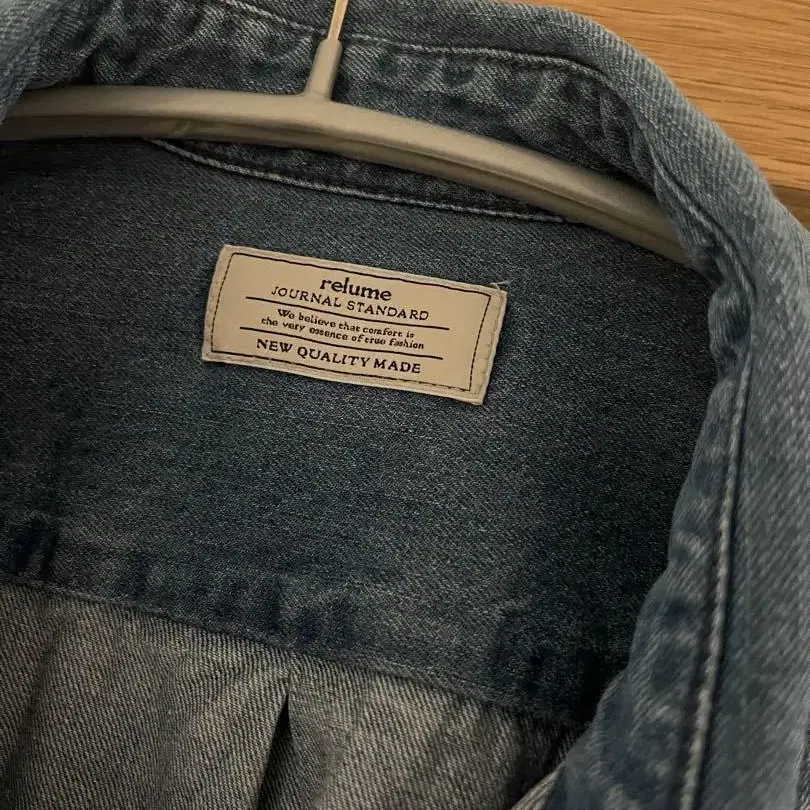 relume
JOURNAL STANDARD
We believe that comfort is
the very essence of true fashion
NEW QUALITY MADE